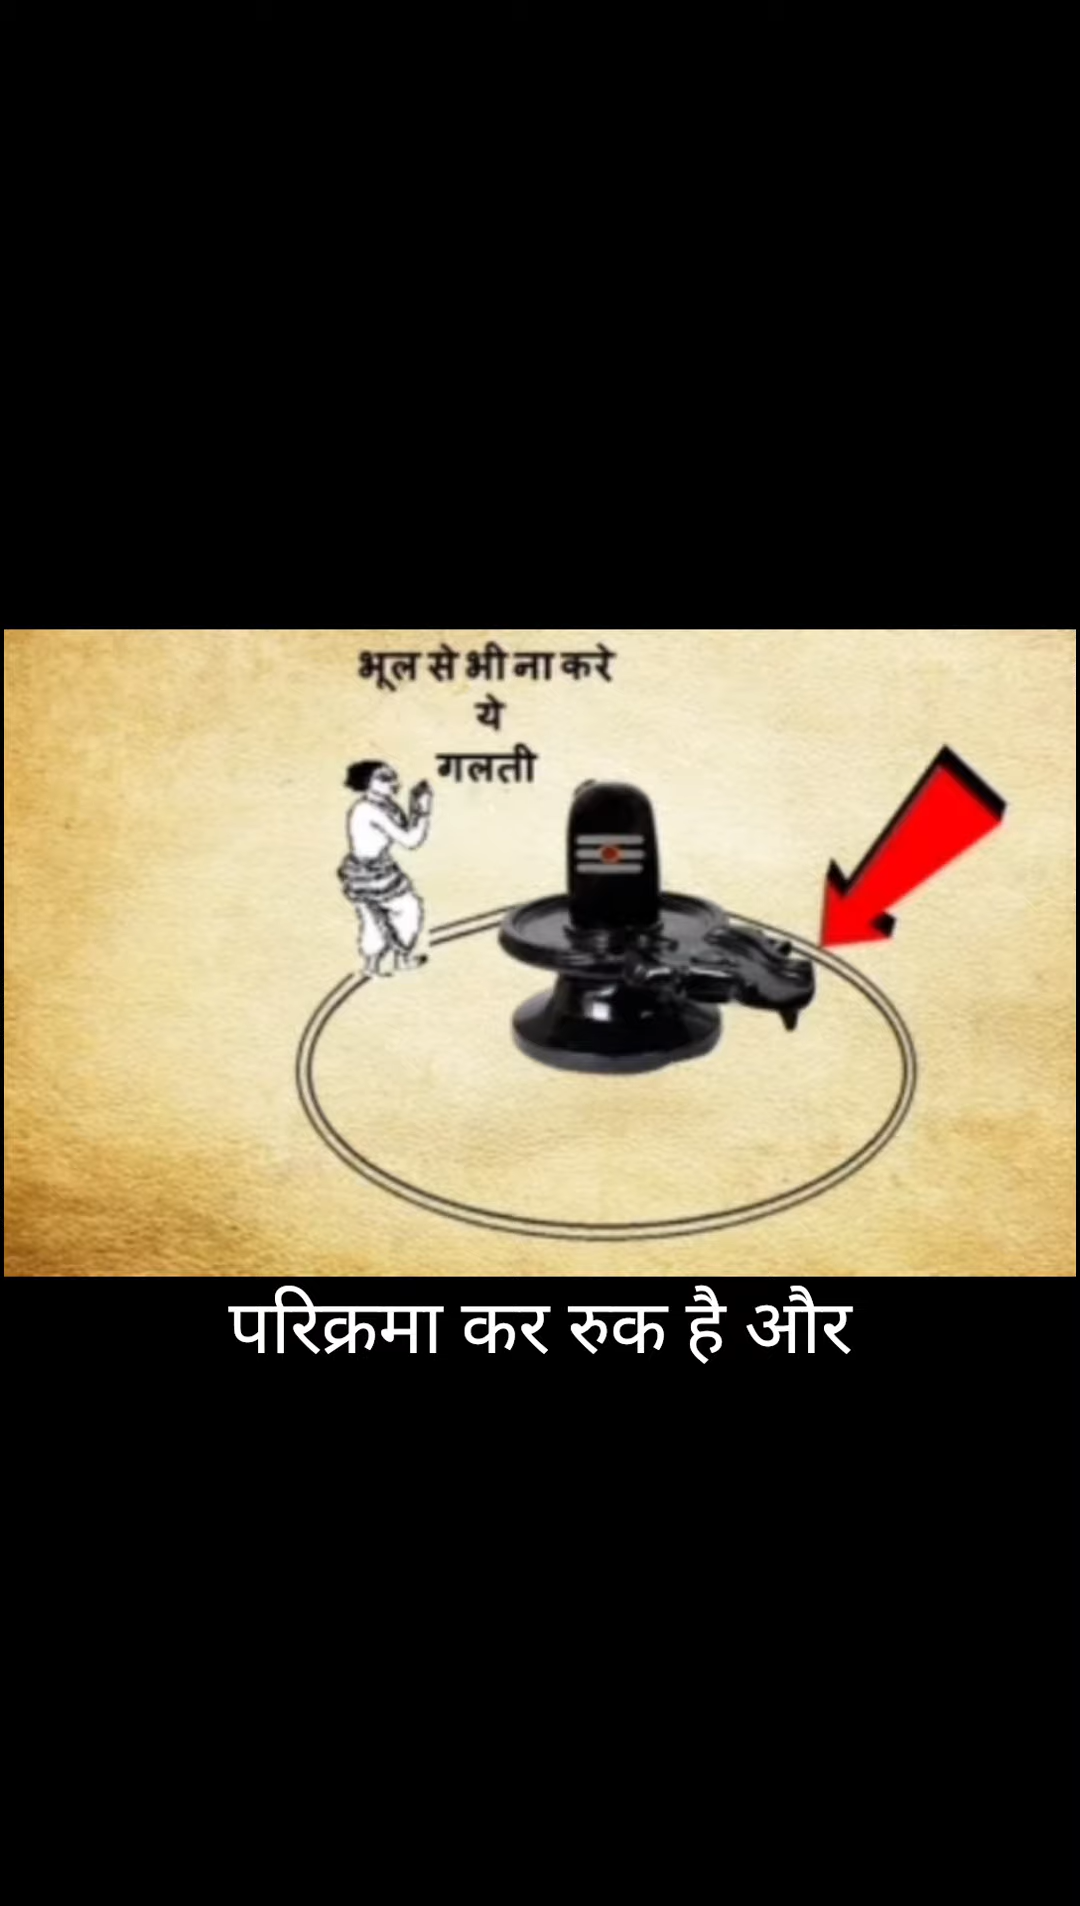 भूल से भी ना करे
ये
गलती
परिक्रमा कर रुक है और